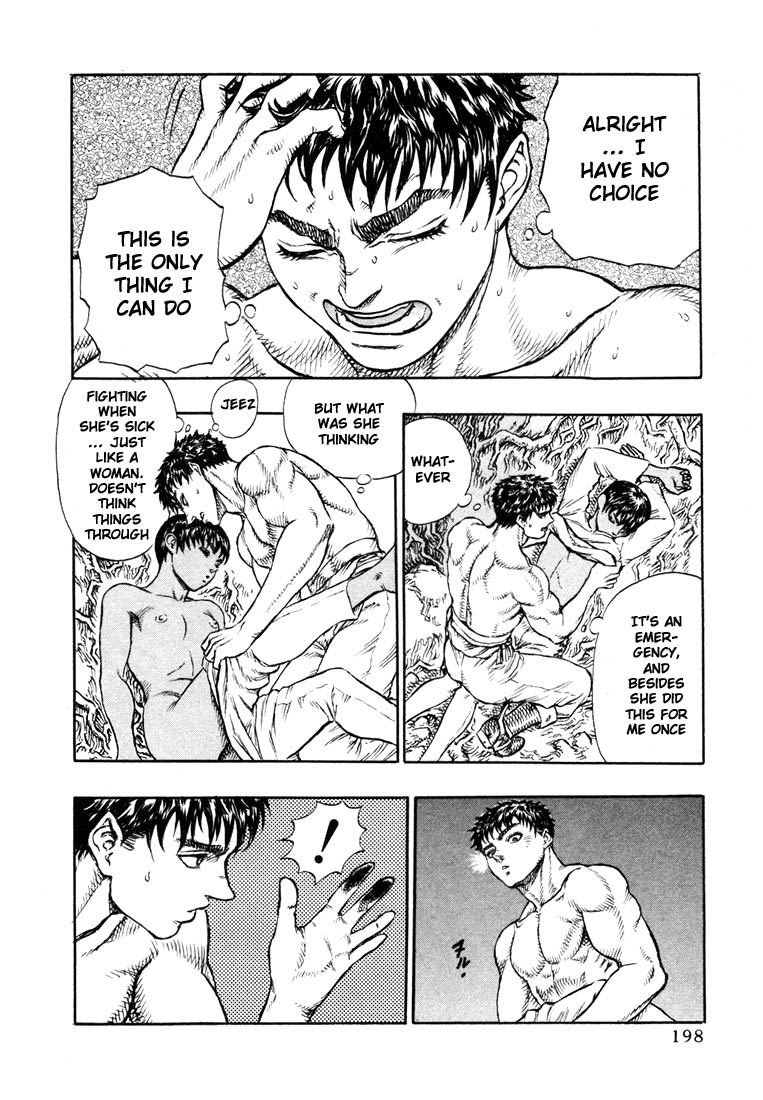 ALRIGHT
... I
HAVE NO
CHOICE
THIS IS
THE ONLY
THING I
CAN DO
WHAT-
EVER
IT'S AN
EMER-
GENCY,
AND
BESIDES
SHE DID
THIS FOR
ME ONCE
BUT WHAT
WAS SHE
THINKING
JEEZ
FIGHTING
WHEN
SHE'S SICK
... JUST
LIKE A
WOMAN.
DOESN'T
THINK
THINGS
THROUGH
ヌル
!
198